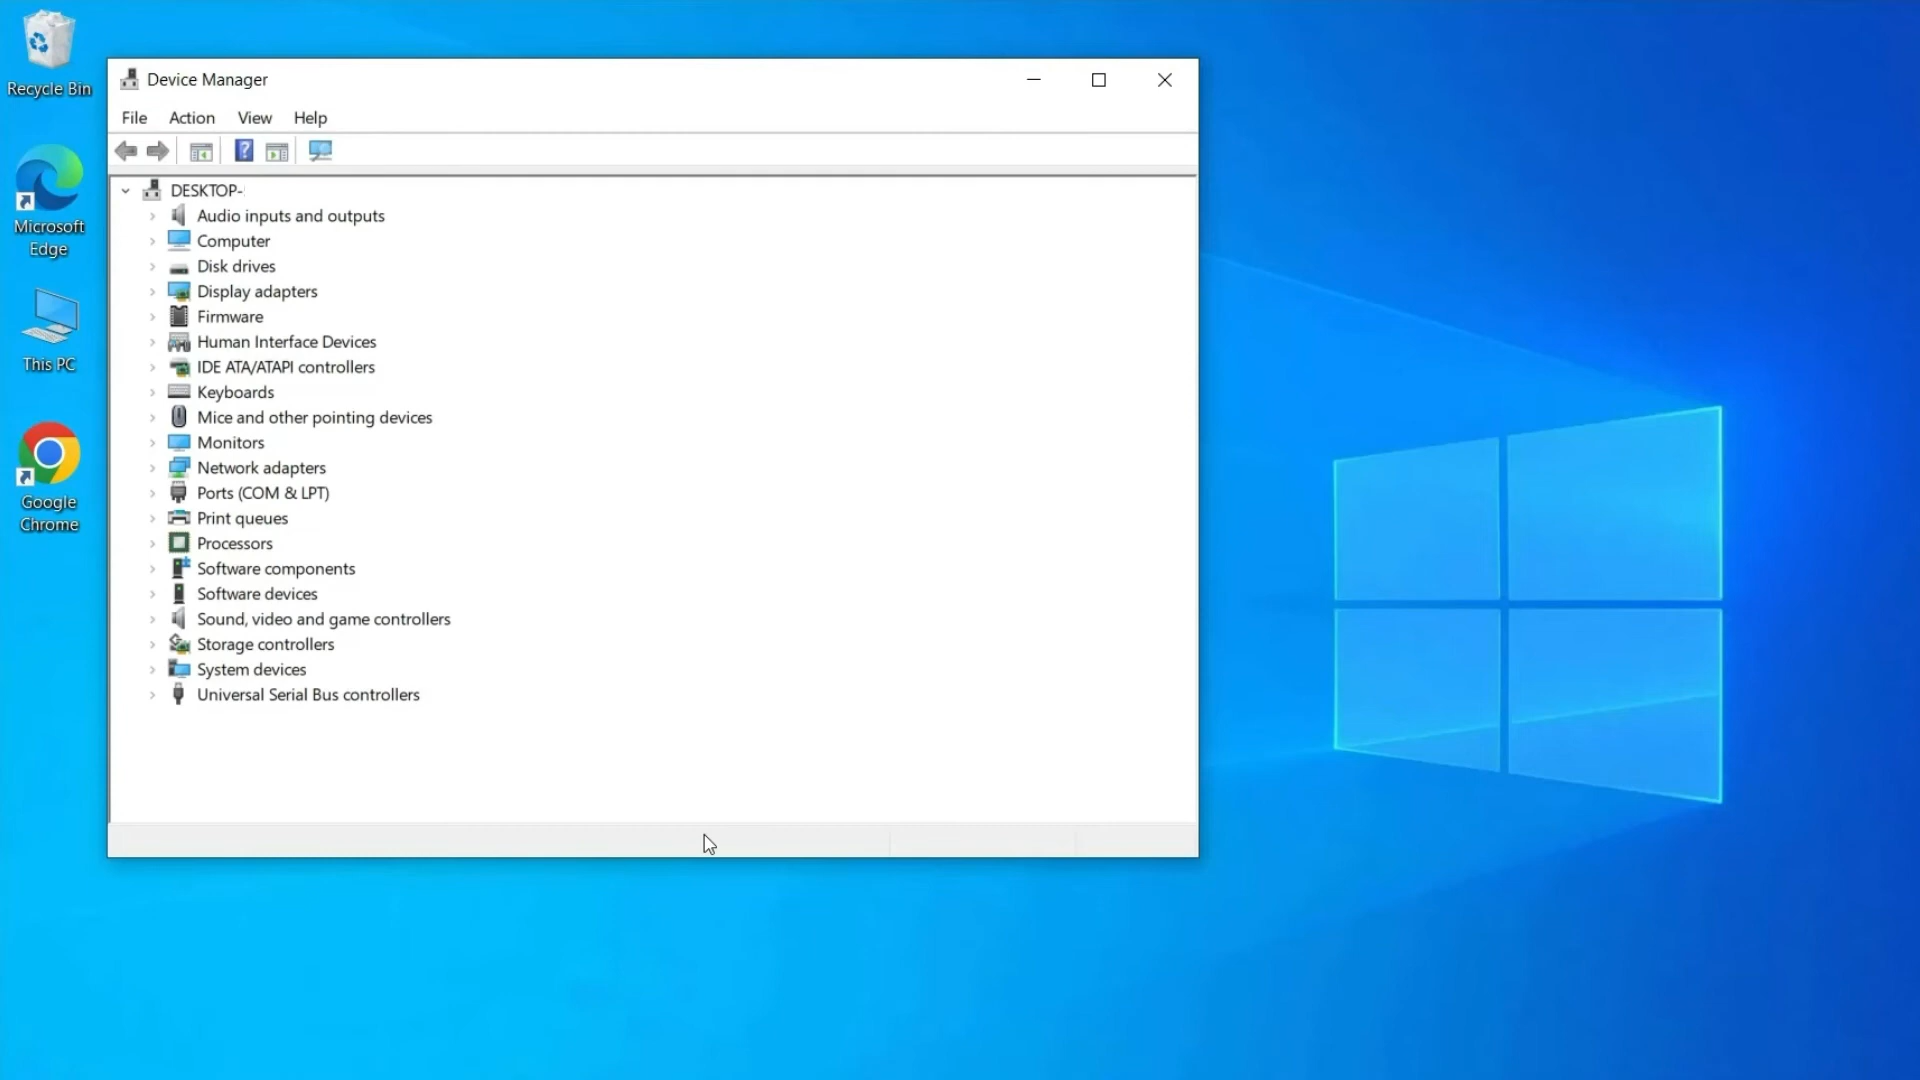 Recycle Bin
Microsoft
Edge
This PC
Google
Chrome
Device Manager
File Action View Help
?
DESKTOP-
Audio inputs and outputs
Computer
Disk drives
Display adapters
Firmware
Human Interface Devices
IDE ATA/ATAPI controllers
Keyboards
Mice and other pointing devices
Monitors
Network adapters
Ports (COM & LPT)
Print queues
Processors
Software components
Software devices
Sound, video and game controllers
Storage controllers
System devices
Universal Serial Bus controllers